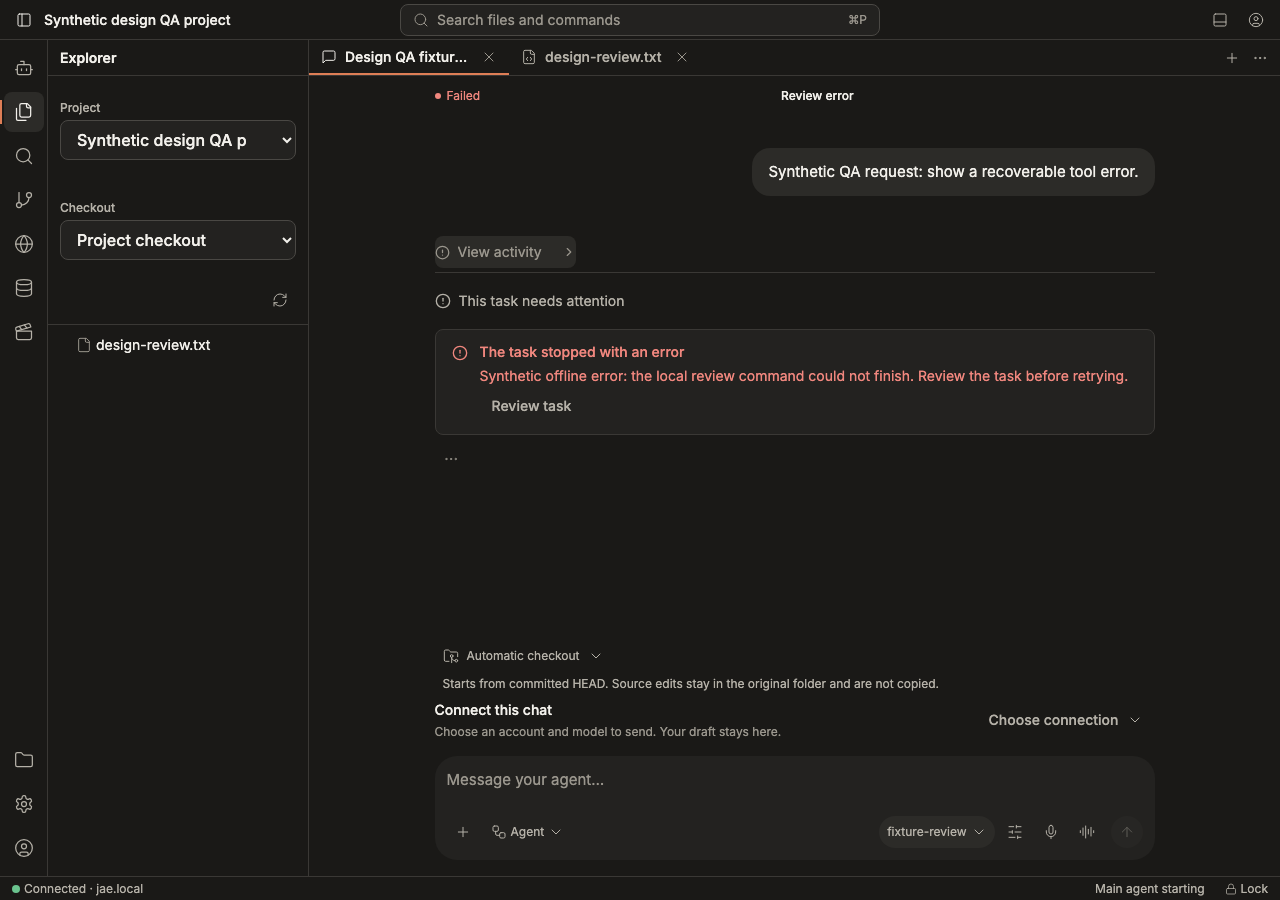 Synthetic design QA project
Search files and commands
⌘P
Explorer
Design QA fixtur...
design-review.txt
Project
Synthetic design QA p
Checkout
Project checkout
design-review.txt
Failed
Review error
Synthetic QA request: show a recoverable tool error.
View activity
This task needs attention
The task stopped with an error
Synthetic offline error: the local review command could not finish. Review the task before retrying.
Review task
...
Automatic checkout
Starts from committed HEAD. Source edits stay in the original folder and are not copied.
Connect this chat
Choose an account and model to send. Your draft stays here.
Choose connection
Message your agent...
Agent
fixture-review
Connected · jae.local
Main agent starting
Lock